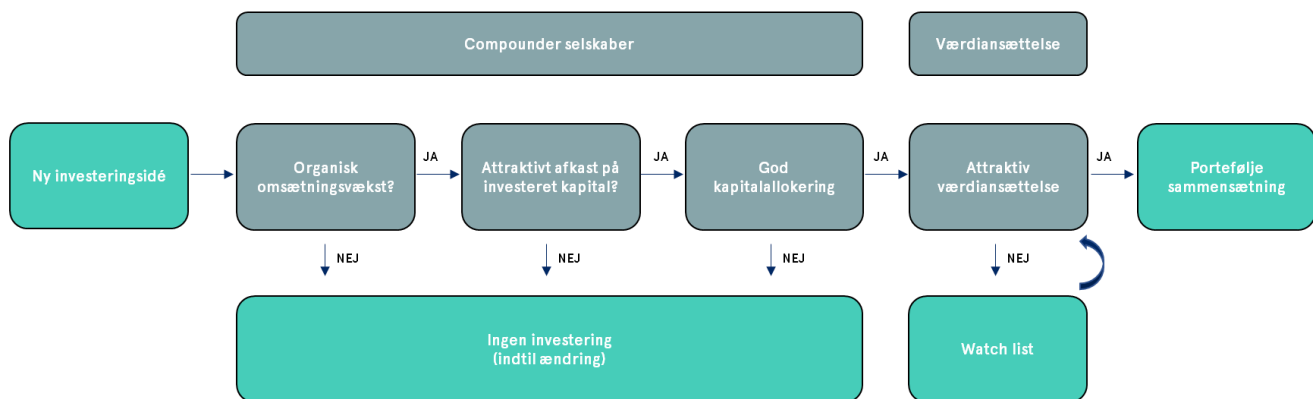 Compounder selskaber
Værdiansættelse
Ny investeringsidé
Organisk
omsætningsvækst?
JA
Attraktivt afkast på
investeret kapital?
JA
God
kapitalallokering
JA
Attraktiv
værdiansættelse
JA
Portefølje
sammensætning
NEJ
NEJ
NEJ
NEJ
Ingen investering
(indtil ændring)
Watch list